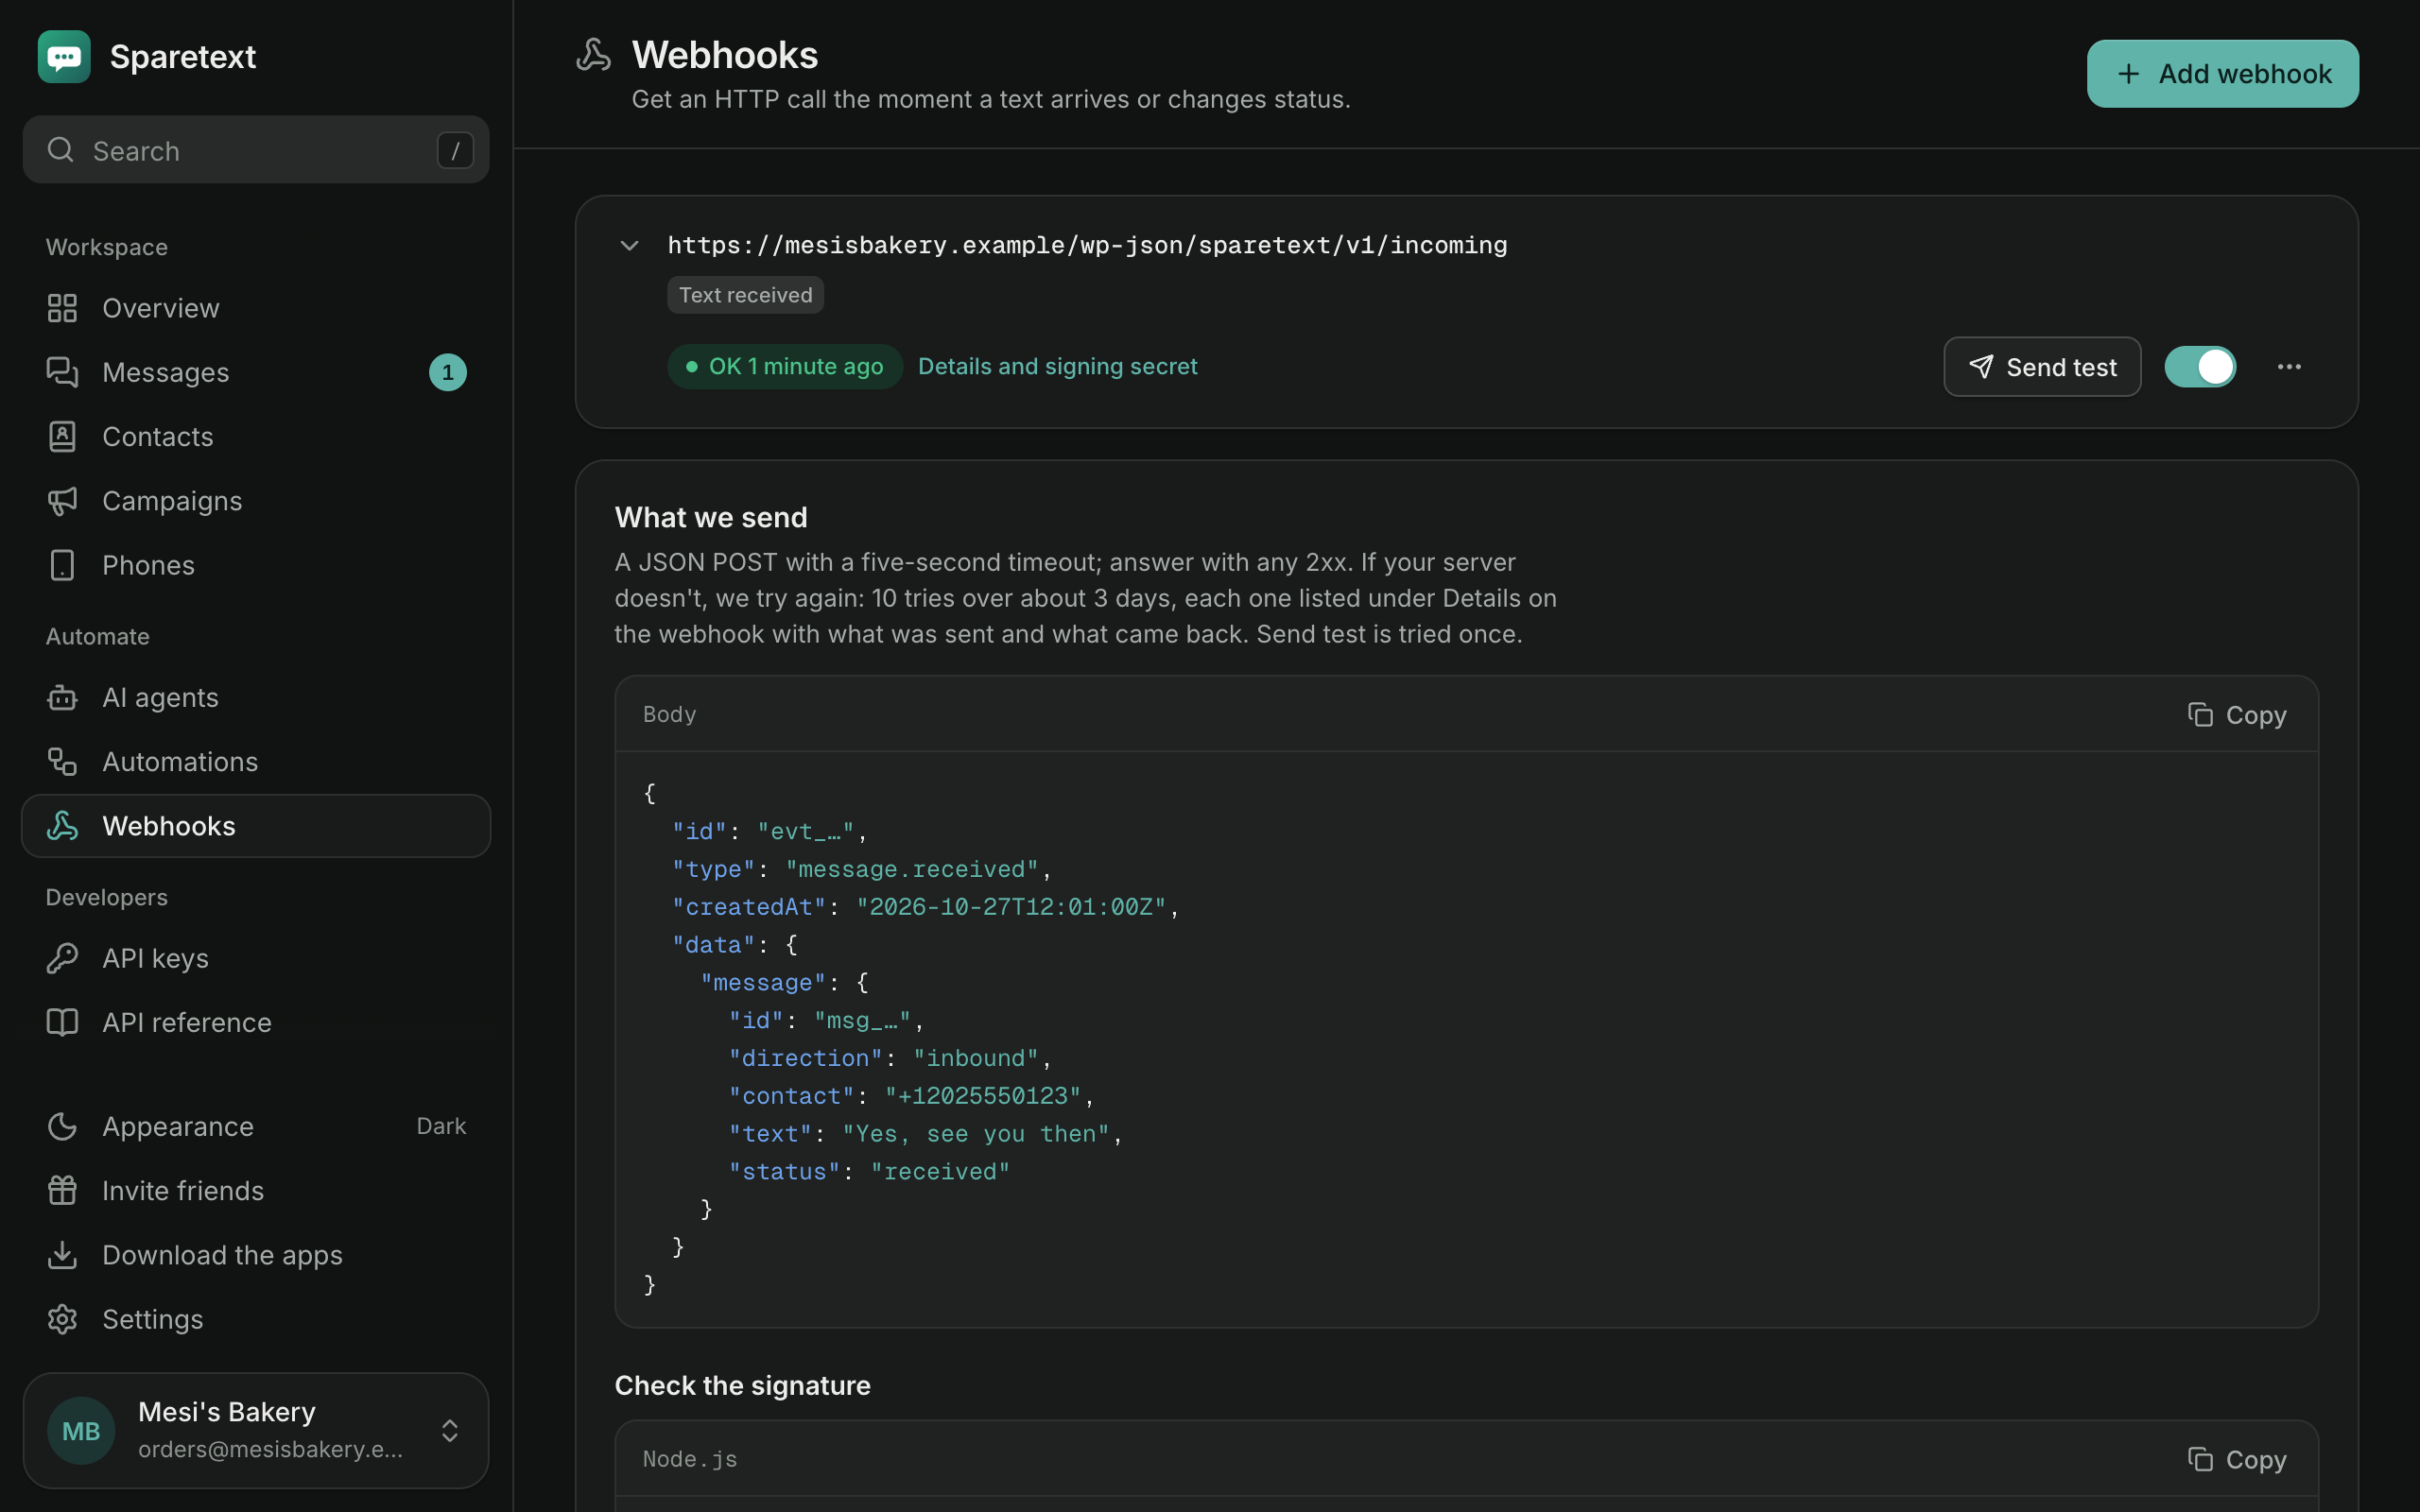 Sparetext
Search /
Workspace
Overview
Messages 1
Contacts
Campaigns
Phones
Automate
AI agents
Automations
Webhooks
Developers
API keys
API reference
Appearance Dark
Invite friends
Download the apps
Settings
MB
Mesi's Bakery
orders@mesisbakery.e...
Webhooks
Get an HTTP call the moment a text arrives or changes status.
Add webhook
https://mesisbakery.example/wp-json/sparetext/v1/incoming
Text received
OK 1 minute ago Details and signing secret
Send test
What we send
A JSON POST with a five-second timeout; answer with any 2xx. If your server
doesn't, we try again: 10 tries over about 3 days, each one listed under Details on
the webhook with what was sent and what came back. Send test is tried once.
Body Copy
{
  "id": "evt_…",
  "type": "message.received",
  "createdAt": "2026-10-27T12:01:00Z",
  "data": {
    "message": {
      "id": "msg_…",
      "direction": "inbound",
      "contact": "+12025550123",
      "text": "Yes, see you then",
      "status": "received"
    }
  }
}
Check the signature
Node.js Copy